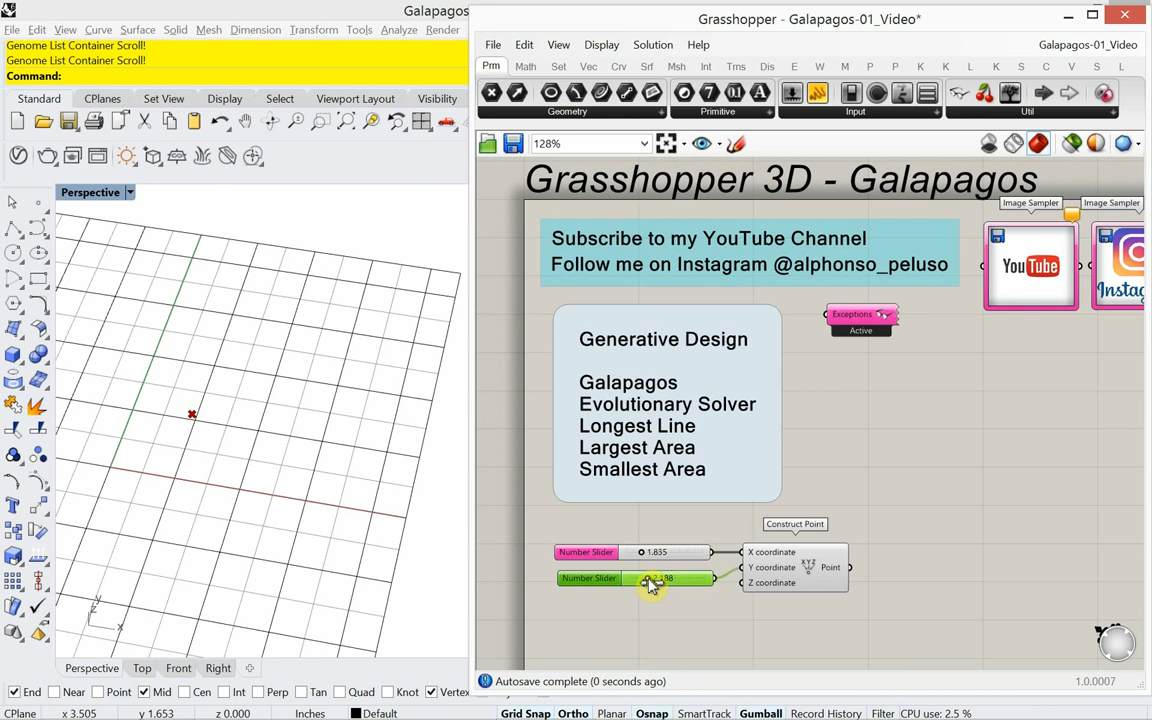 Galapagos
File Edit View Curve Surface Solid Mesh Dimension Transform Tools Analyze Render
Genome List Container Scroll!
Genome List Container Scroll!
Command:
Standard CPlanes Set View Display Select Viewport Layout Visibility
Perspective
z
y
x
Perspective Top Front Right
End Near Point Mid Cen Int Perp Tan Quad Knot Vertex
CPlane x 3.505 y 1.653 z 0.000 Inches Default Grid Snap Ortho Planar Osnap SmartTrack Gumball Record History Filter CPU use: 2.5 %
Grasshopper - Galapagos-01_Video*
File Edit View Display Solution Help Galapagos-01_Video
Prm Math Set Vec Crv Srf Msh Int Trns Dis E W M P M P K K L K S C V S L
Geometry Primitive Input Util
128%
Grasshopper 3D - Galapagos
Subscribe to my YouTube Channel
Follow me on Instagram @alphonso_peluso
Image Sampler Image Sampler
YouTube
Instag
Exceptions
Active
Generative Design
Galapagos
Evolutionary Solver
Longest Line
Largest Area
Smallest Area
Construct Point
Number Slider 1.835
Number Slider
X coordinate
Y coordinate
Z coordinate
XYZ
Point
Autosave complete (0 seconds ago) 1.0.0007